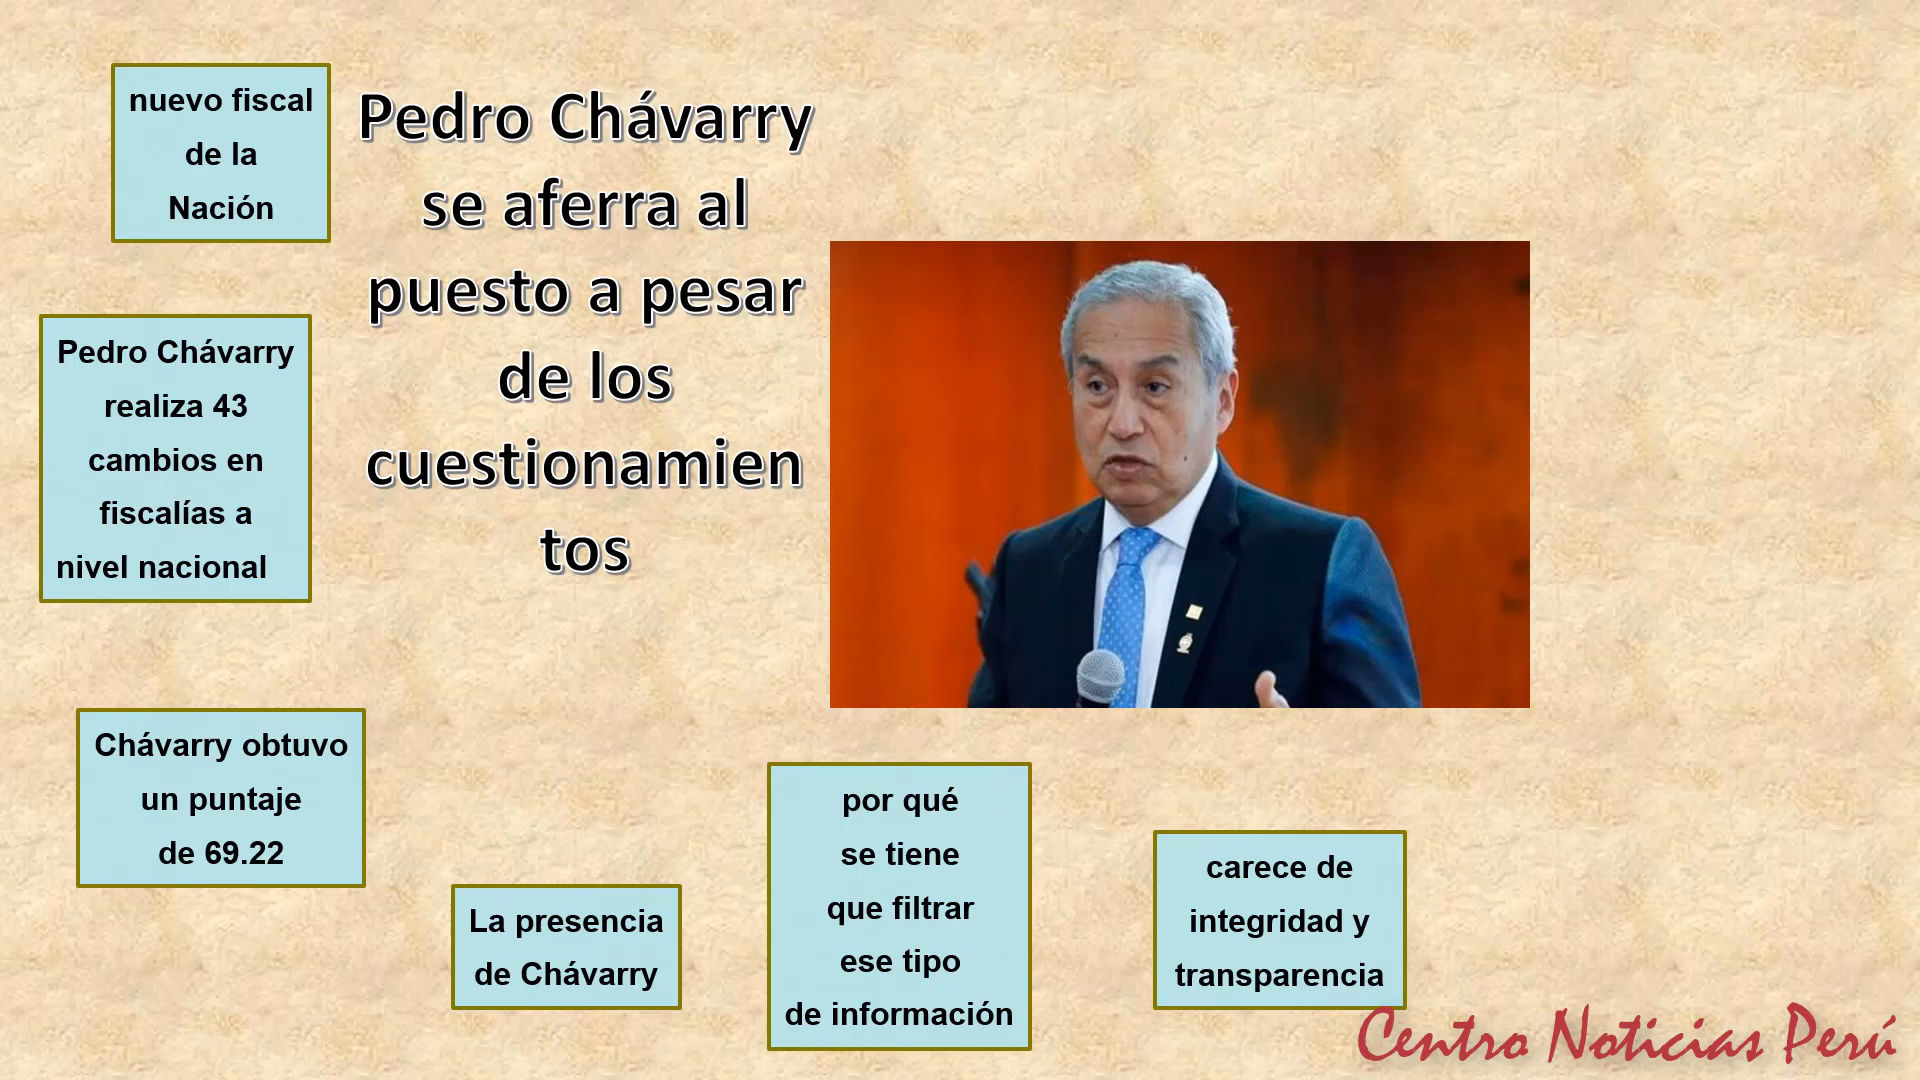 nuevo fiscal
de la
Nación
Pedro Chávarry
se aferra al
puesto a pesar
de los
cuestionamien
tos
Pedro Chávarry
realiza 43
cambios en
fiscalías a
nivel nacional
Chávarry obtuvo
un puntaje
de 69.22
La presencia
de Chávarry
por qué
se tiene
que filtrar
ese tipo
de información
carece de
integridad y
transparencia
Centro Noticias Perú